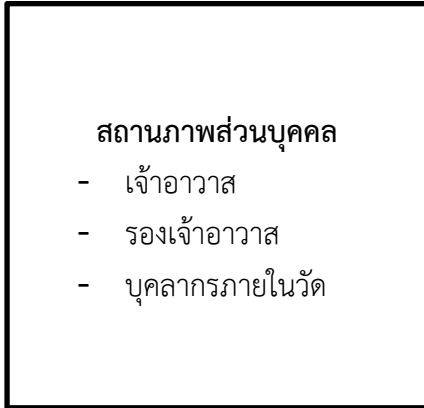 สถานภาพส่วนบุคคล
- เจ้าอาวาส
- รองเจ้าอาวาส
- บุคลากรภายในวัด